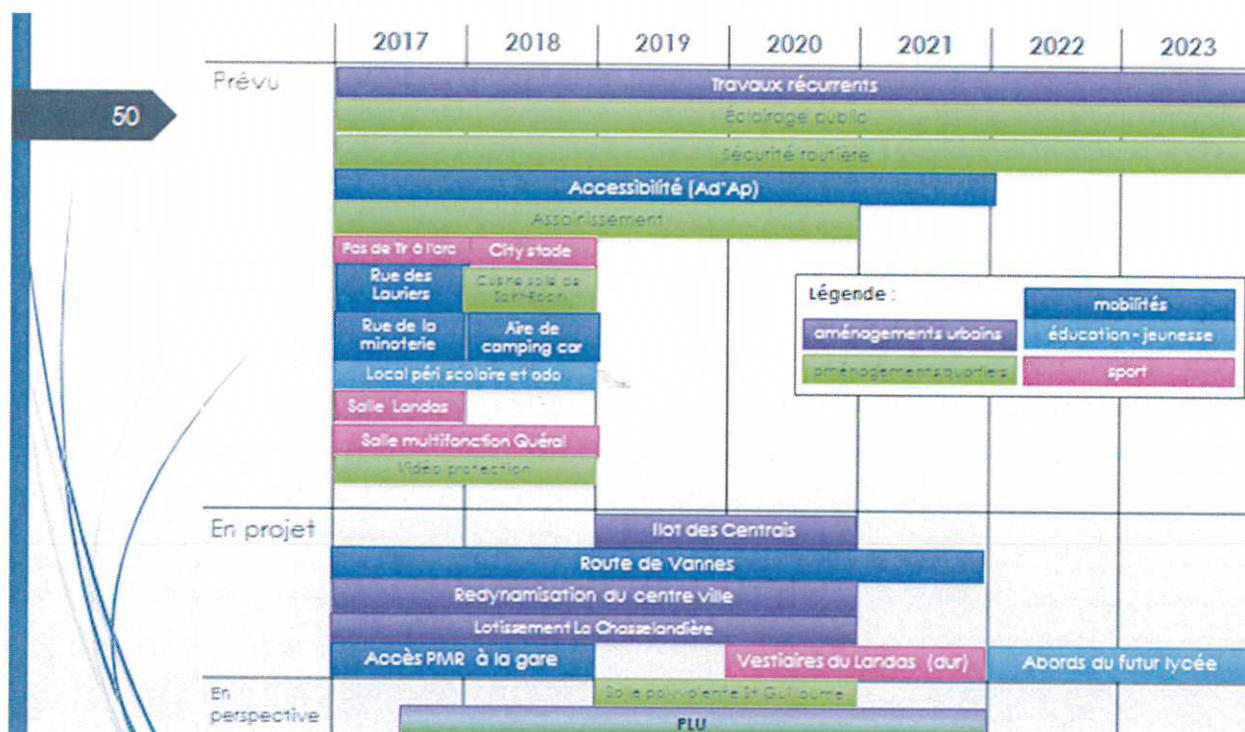 2017 2018 2019 2020 2021 2022 2023
Prévu
50
Travaux récurrents
Éclairage public
Sécurité routière
Accessibilité (Ad'Ap)
Assainissement
Pas de Tir à l'arc
City stade
Rue des
Lauriers
salle de
Rue de la
minoterie
Aire de
camping car
Local péri scolaire et ado
Salle Landas
Salle multifonction Quéral
Vidéo protection
Légende :
mobilités
aménagements urbains
éducation - jeunesse
aménagements quartiers
sport
En projet
Ilot des Centrais
Route de Vannes
Redynamisation du centre ville
Lotissement La Chasselandière
Accès PMR à la gare
Vestiaires du Landas (dur)
Abords du futur lycée
En
perspective
Salle polyvalente St Guillaume
PLU